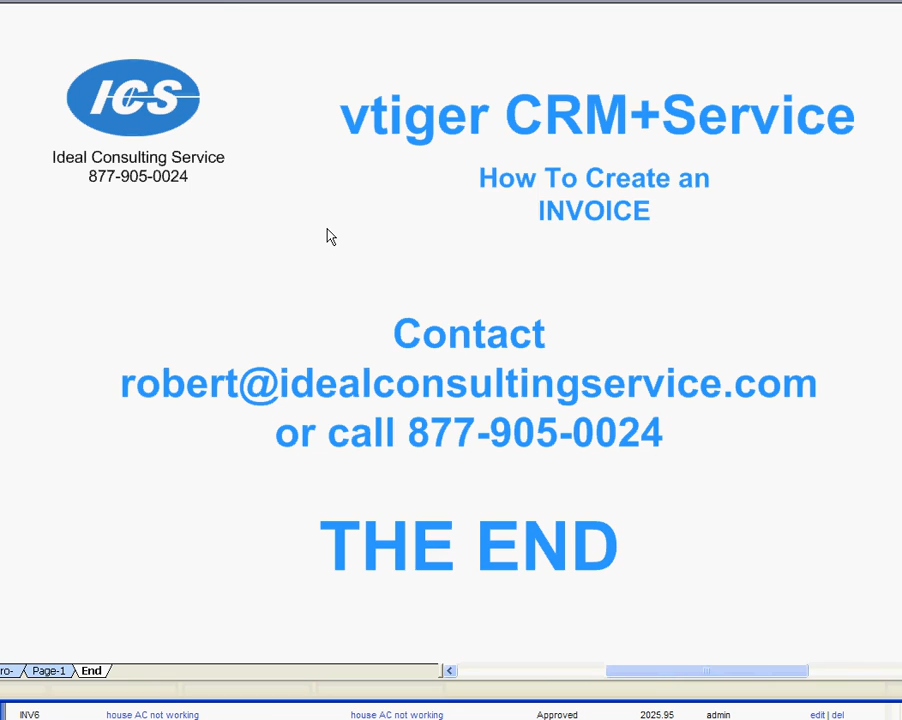 ICS
Ideal Consulting Service
877-905-0024
vtiger CRM+Service
How To Create an
INVOICE
Contact
robert@idealconsultingservice.com
or call 877-905-0024
THE END
ro- Page-1 End
INV6 house AC not working house AC not working Approved 2025.95 admin edit | del